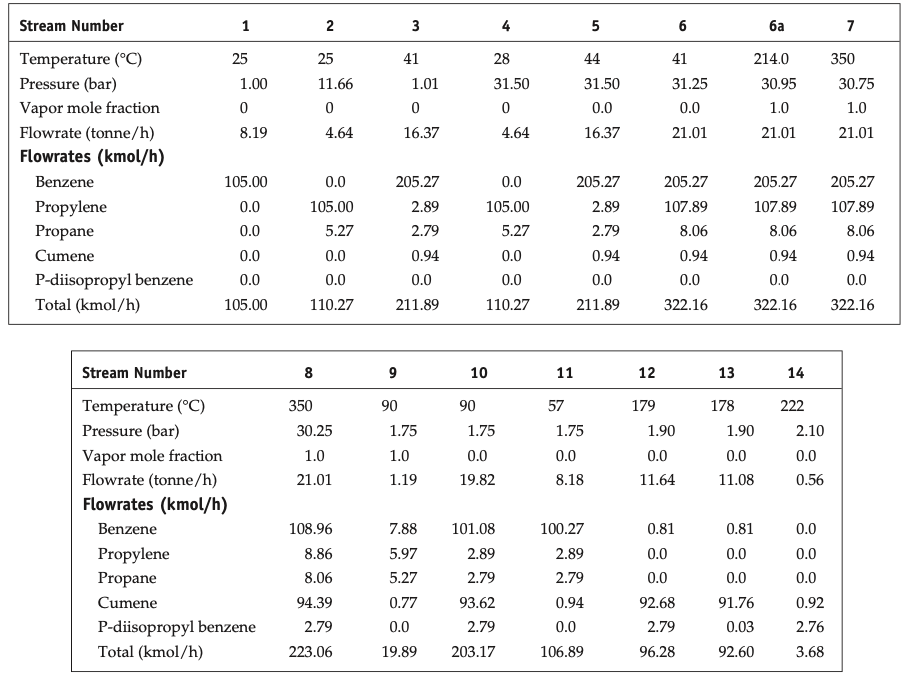 Stream Number 1 2 3 4 5 6 6a 7
Temperature (°C) 25 25 41 28 44 41 214.0 350
Pressure (bar) 1.00 11.66 1.01 31.50 31.50 31.25 30.95 30.75
Vapor mole fraction 0 0 0 0 0.0 0.0 1.0 1.0
Flowrate (tonne/h) 8.19 4.64 16.37 4.64 16.37 21.01 21.01 21.01
Flowrates (kmol/h)
Benzene 105.00 0.0 205.27 0.0 205.27 205.27 205.27 205.27
Propylene 0.0 105.00 2.89 105.00 2.89 107.89 107.89 107.89
Propane 0.0 5.27 2.79 5.27 2.79 8.06 8.06 8.06
Cumene 0.0 0.0 0.94 0.0 0.94 0.94 0.94 0.94
P-diisopropyl benzene 0.0 0.0 0.0 0.0 0.0 0.0 0.0 0.0
Total (kmol/h) 105.00 110.27 211.89 110.27 211.89 322.16 322.16 322.16
Stream Number 8 9 10 11 12 13 14
Temperature (°C) 350 90 90 57 179 178 222
Pressure (bar) 30.25 1.75 1.75 1.75 1.90 1.90 2.10
Vapor mole fraction 1.0 1.0 0.0 0.0 0.0 0.0 0.0
Flowrate (tonne/h) 21.01 1.19 19.82 8.18 11.64 11.08 0.56
Flowrates (kmol/h)
Benzene 108.96 7.88 101.08 100.27 0.81 0.81 0.0
Propylene 8.86 5.97 2.89 2.89 0.0 0.0 0.0
Propane 8.06 5.27 2.79 2.79 0.0 0.0 0.0
Cumene 94.39 0.77 93.62 0.94 92.68 91.76 0.92
P-diisopropyl benzene 2.79 0.0 2.79 0.0 2.79 0.03 2.76
Total (kmol/h) 223.06 19.89 203.17 106.89 96.28 92.60 3.68